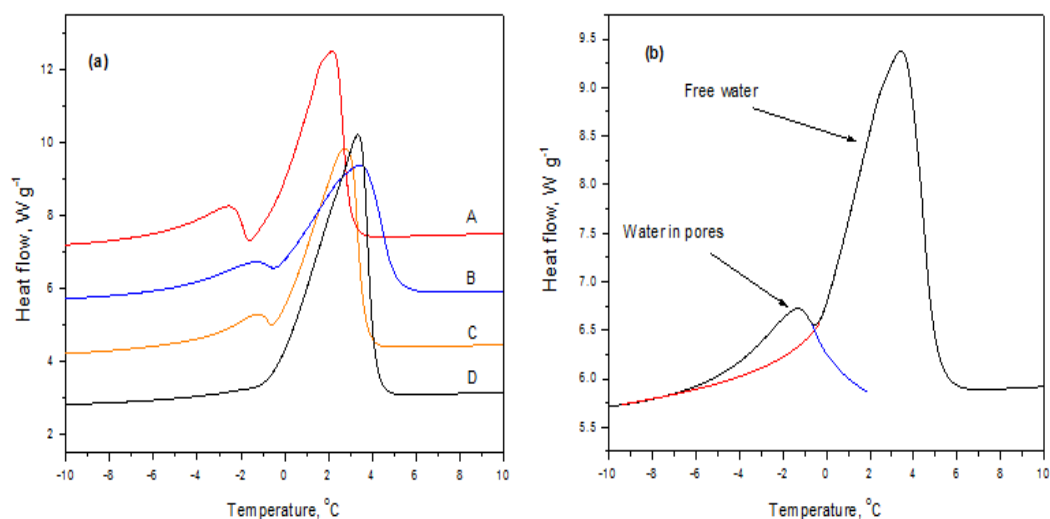 (a)
12
10
8
6
4
2
Heat flow, W g⁻¹
A
B
C
D
-10 -8 -6 -4 -2 0 2 4 6 8 10
Temperature, °C
(b)
9.5
9.0
8.5
8.0
7.5
7.0
6.5
6.0
5.5
Heat flow, W g⁻¹
Free water
Water in pores
-10 -8 -6 -4 -2 0 2 4 6 8 10
Temperature, °C